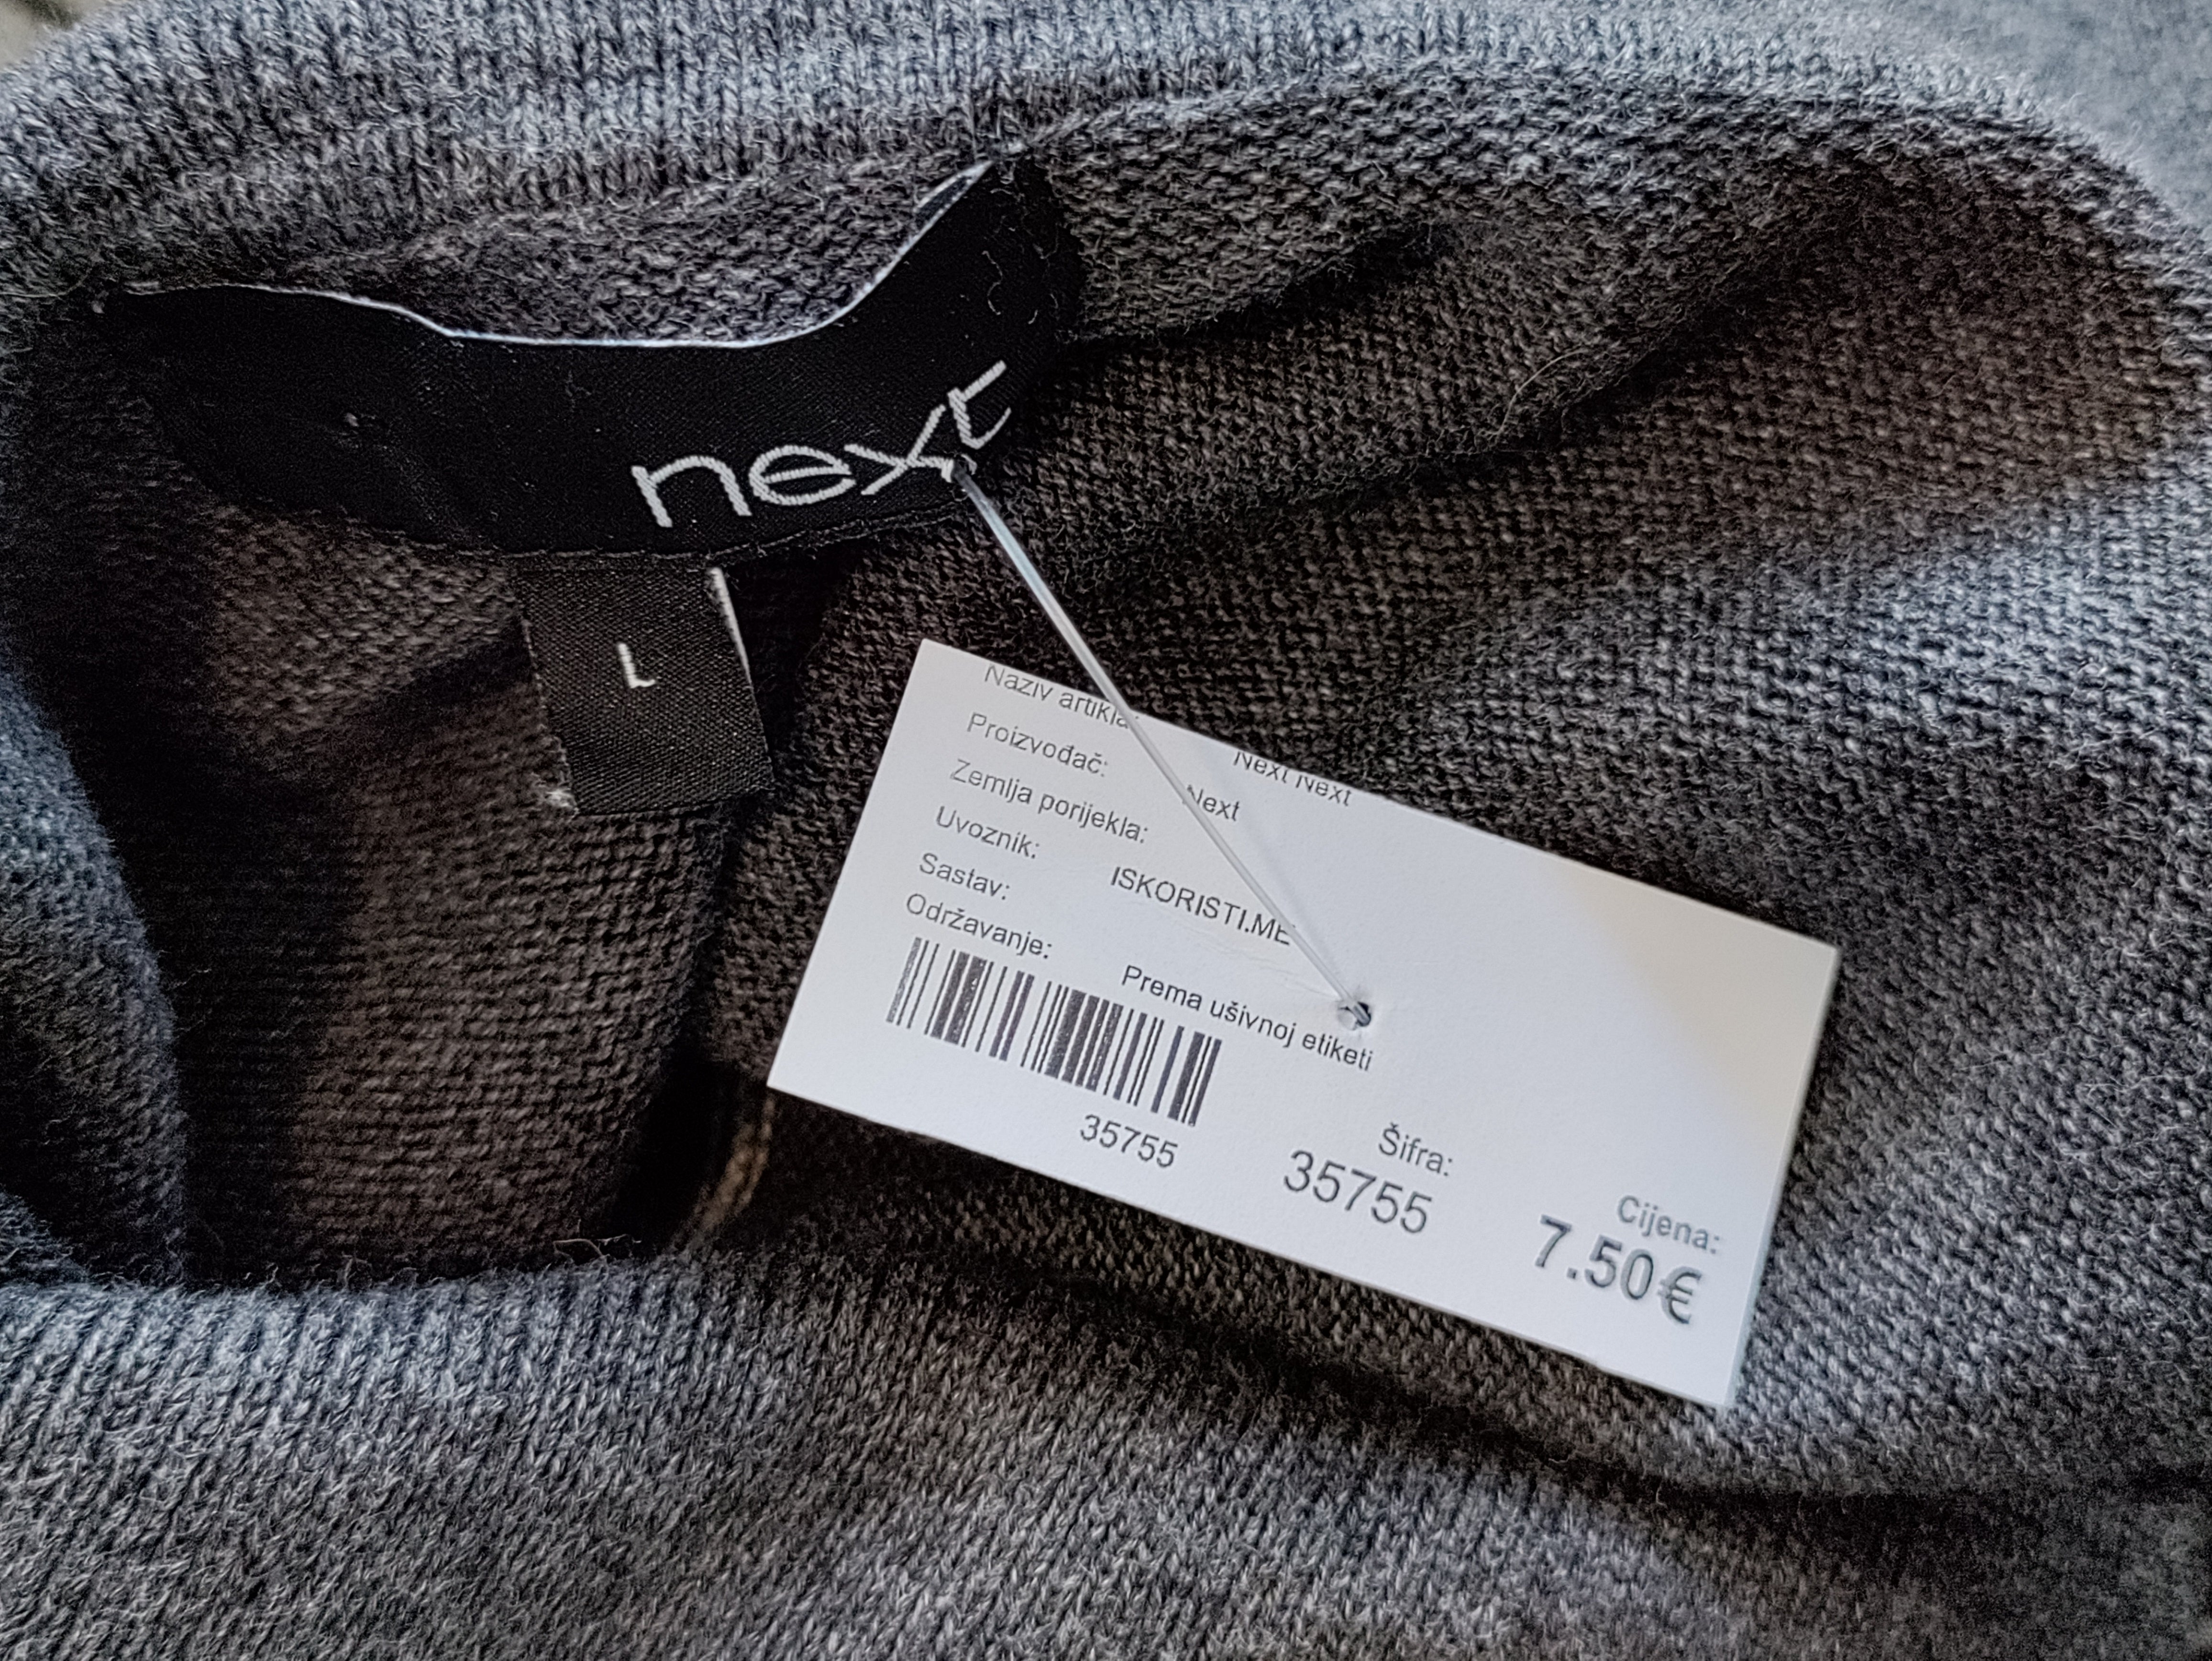 next
L
Naziv artikla:
Next Next
Proizvođač:
Next
Zemlja porijekla:
Uvoznik:
ISKORISTI.ME
Sastav:
Održavanje:
Prema ušivnoj etiketi
35755
Šifra:
35755
Cijena:
7.50€